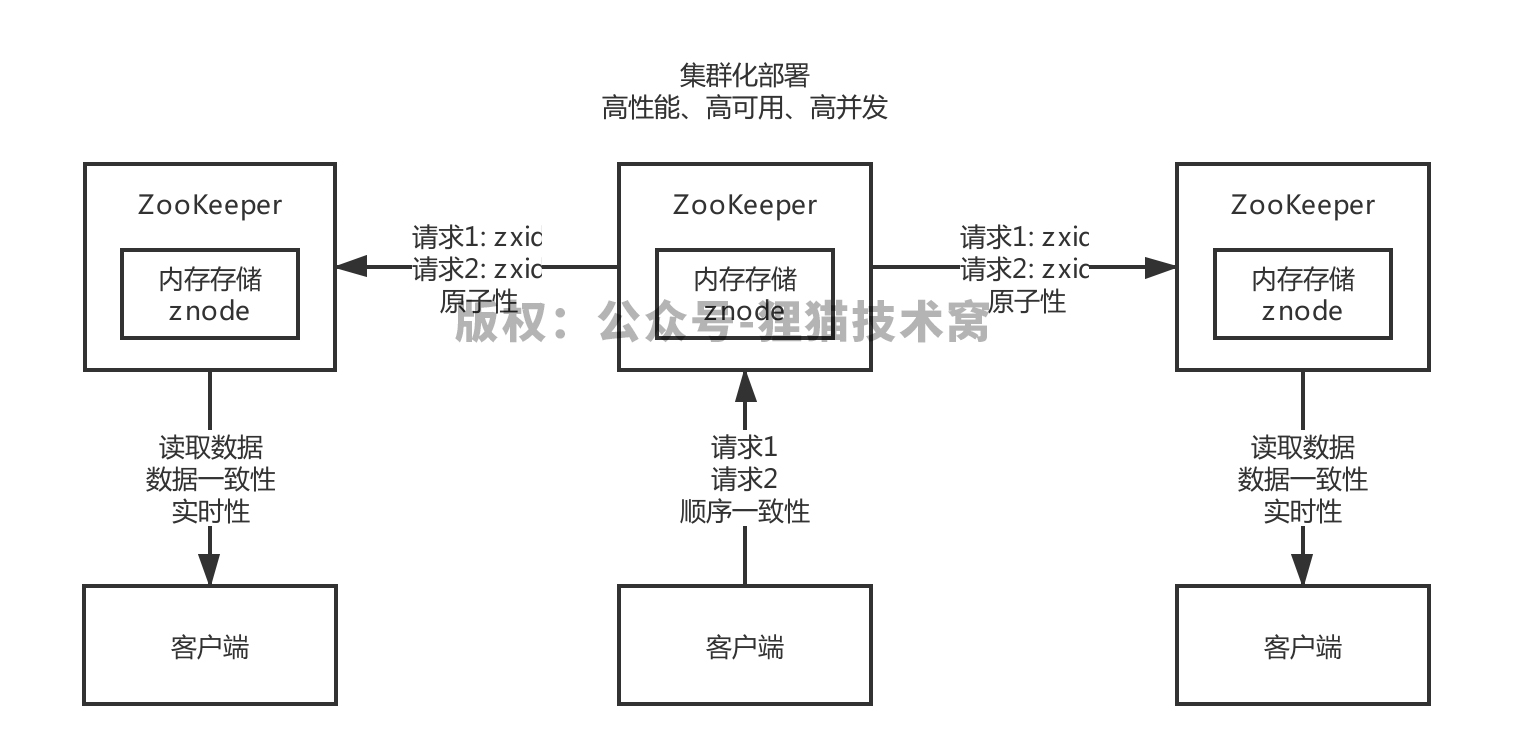 集群化部署
高性能、高可用、高并发
ZooKeeper
内存存储
znode
请求1: zxid
请求2: zxid
原子性
ZooKeeper
内存存储
znode
请求1: zxid
请求2: zxid
原子性
ZooKeeper
内存存储
znode
版权：公众号-狸猫技术窝
读取数据
数据一致性
实时性
请求1
请求2
顺序一致性
读取数据
数据一致性
实时性
客户端
客户端
客户端